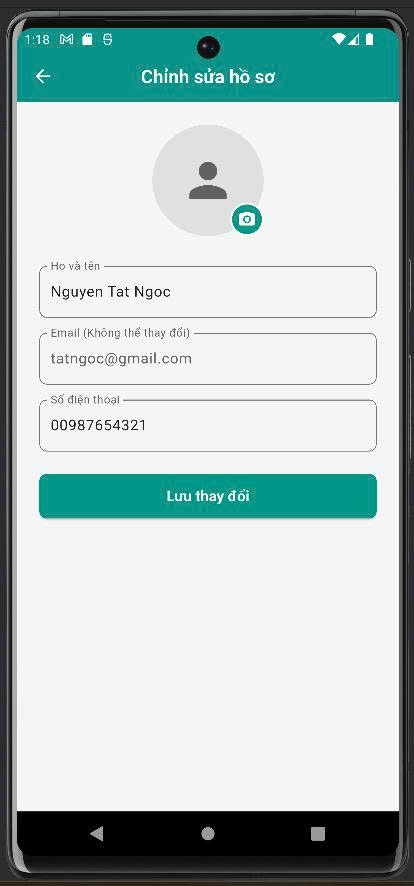 1:18
Chỉnh sửa hồ sơ
Họ và tên
Nguyen Tat Ngoc
Email (Không thể thay đổi)
tatngoc@gmail.com
Số điện thoại
00987654321
Lưu thay đổi